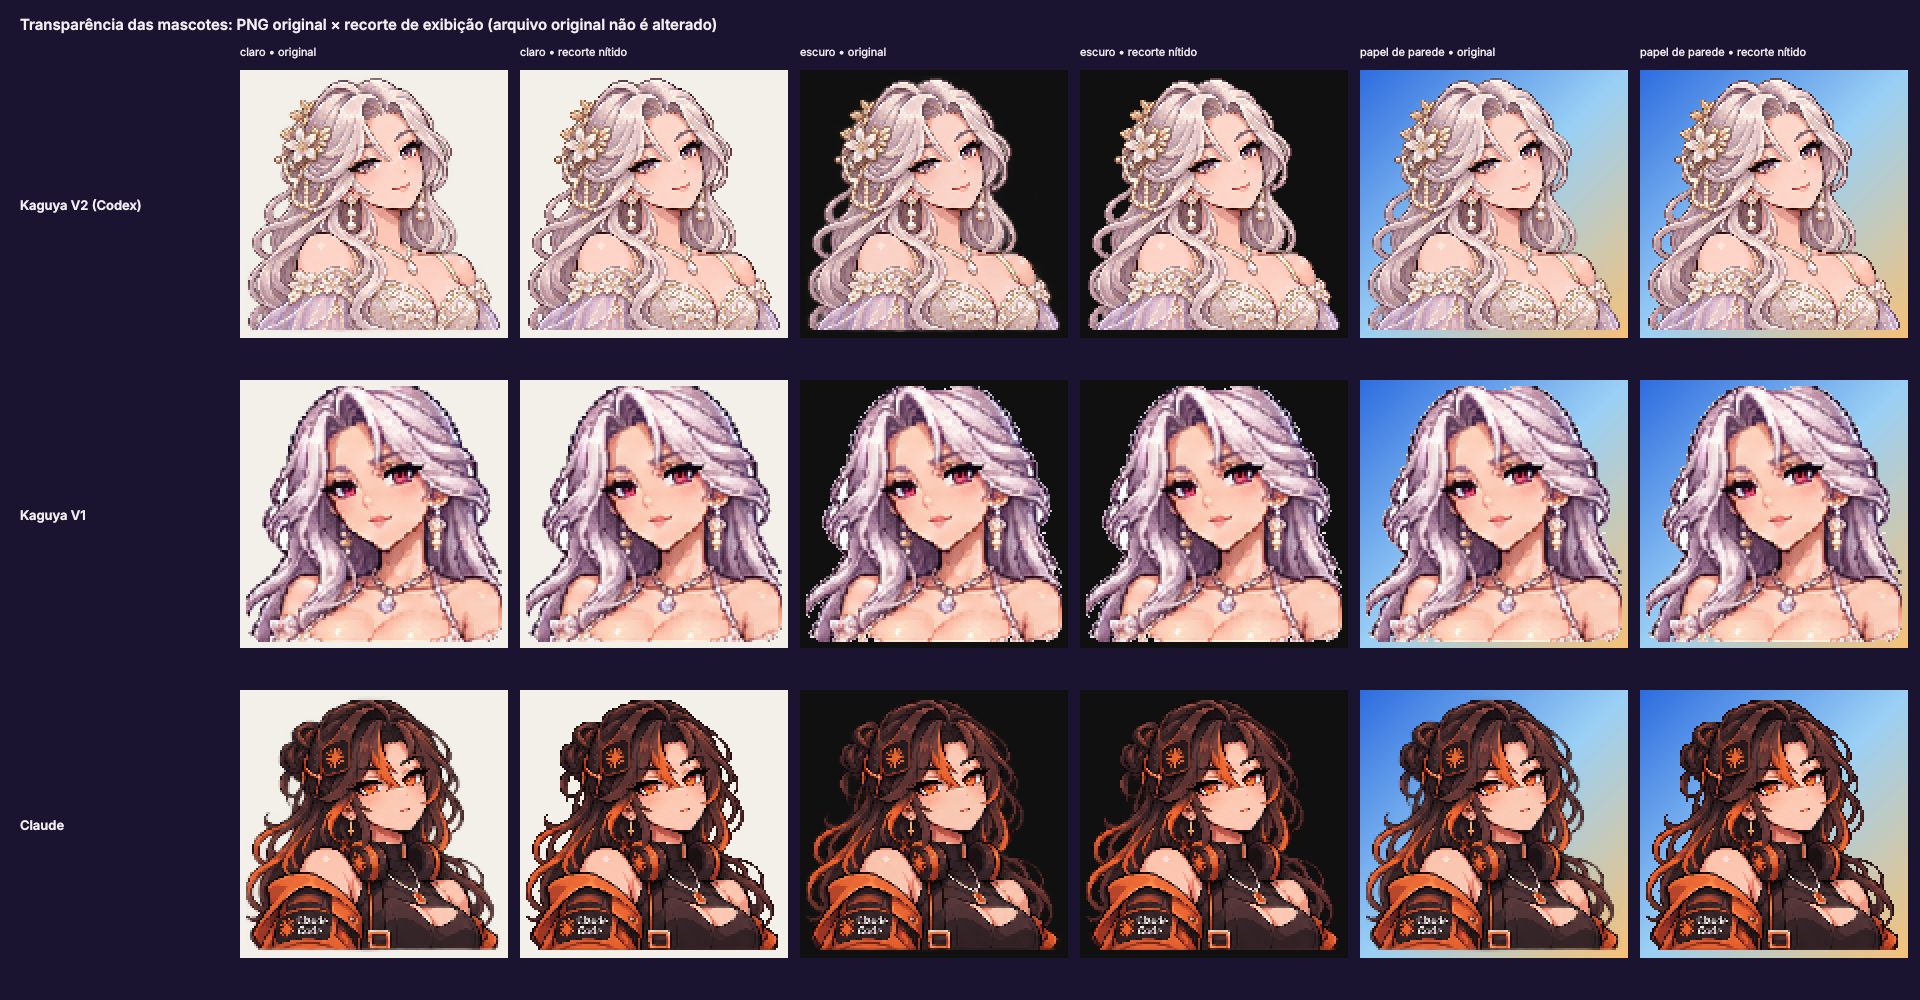 Transparência das mascotes: PNG original × recorte de exibição (arquivo original não é alterado)
claro • original
claro • recorte nítido
escuro • original
escuro • recorte nítido
papel de parede • original
papel de parede • recorte nítido
Kaguya V2 (Codex)
Kaguya V1
Claude